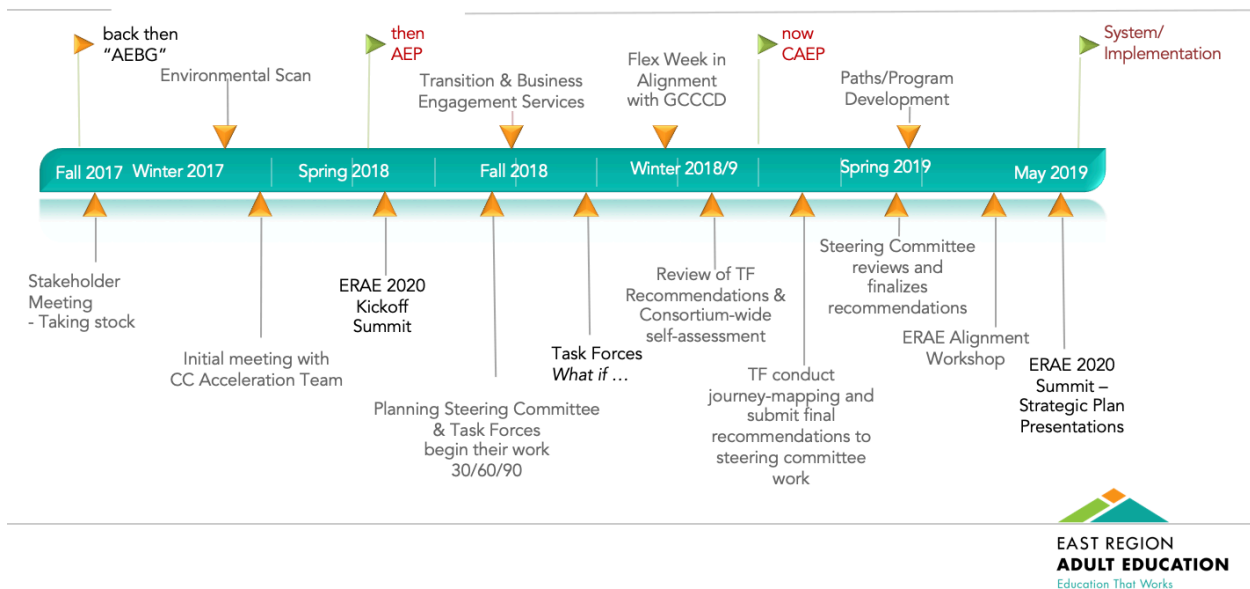 back then
“AEBG”
Environmental Scan
then
AEP
Transition & Business
Engagement Services
Flex Week in
Alignment
with GCCCD
now
CAEP
Paths/Program
Development
System/
Implementation
Fall 2017
Winter 2017
Spring 2018
Fall 2018
Winter 2018/9
Spring 2019
May 2019
Stakeholder
Meeting
- Taking stock
Initial meeting with
CC Acceleration Team
ERAE 2020
Kickoff
Summit
Planning Steering Committee
& Task Forces
begin their work
30/60/90
Task Forces
What if …
Review of TF
Recommendations &
Consortium-wide
self-assessment
TF conduct
journey-mapping and
submit final
recommendations to
steering committee
work
Steering Committee
reviews and
finalizes
recommendations
ERAE Alignment
Workshop
ERAE 2020
Summit –
Strategic Plan
Presentations
EAST REGION
ADULT EDUCATION
Education That Works